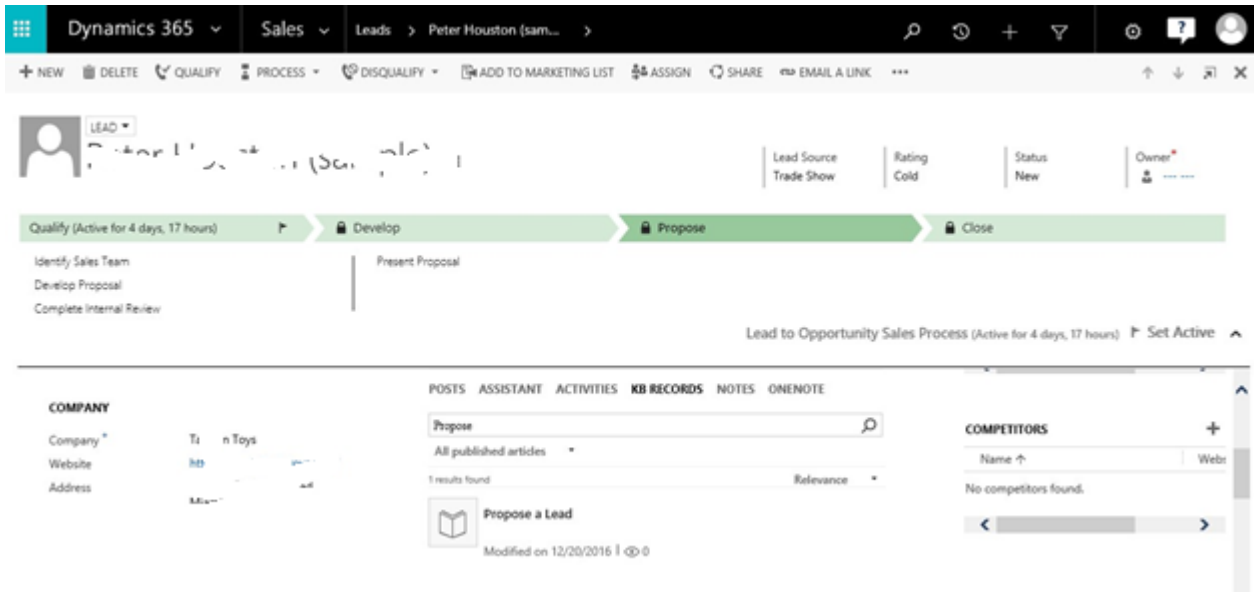 Dynamics 365 Sales Leads > Peter Houston (sam... >
+ NEW DELETE QUALIFY PROCESS DISQUALIFY ADD TO MARKETING LIST ASSIGN SHARE EMAIL A LINK •••
LEAD
Lead Source Rating Status Owner*
Trade Show Cold New
Qualify (Active for 4 days, 17 hours) Develop Propose Close
Identify Sales Team Present Proposal
Develop Proposal
Complete Internal Review
Lead to Opportunity Sales Process (Active for 4 days, 17 hours) Set Active
POSTS ASSISTANT ACTIVITIES KB RECORDS NOTES ONENOTE
COMPANY
Propose
COMPETITORS +
Company* Toys
All published articles
Name ↑
Website
1 results found Relevance
Address
No competitors found.
Propose a Lead
Modified on 12/20/2016 | 0